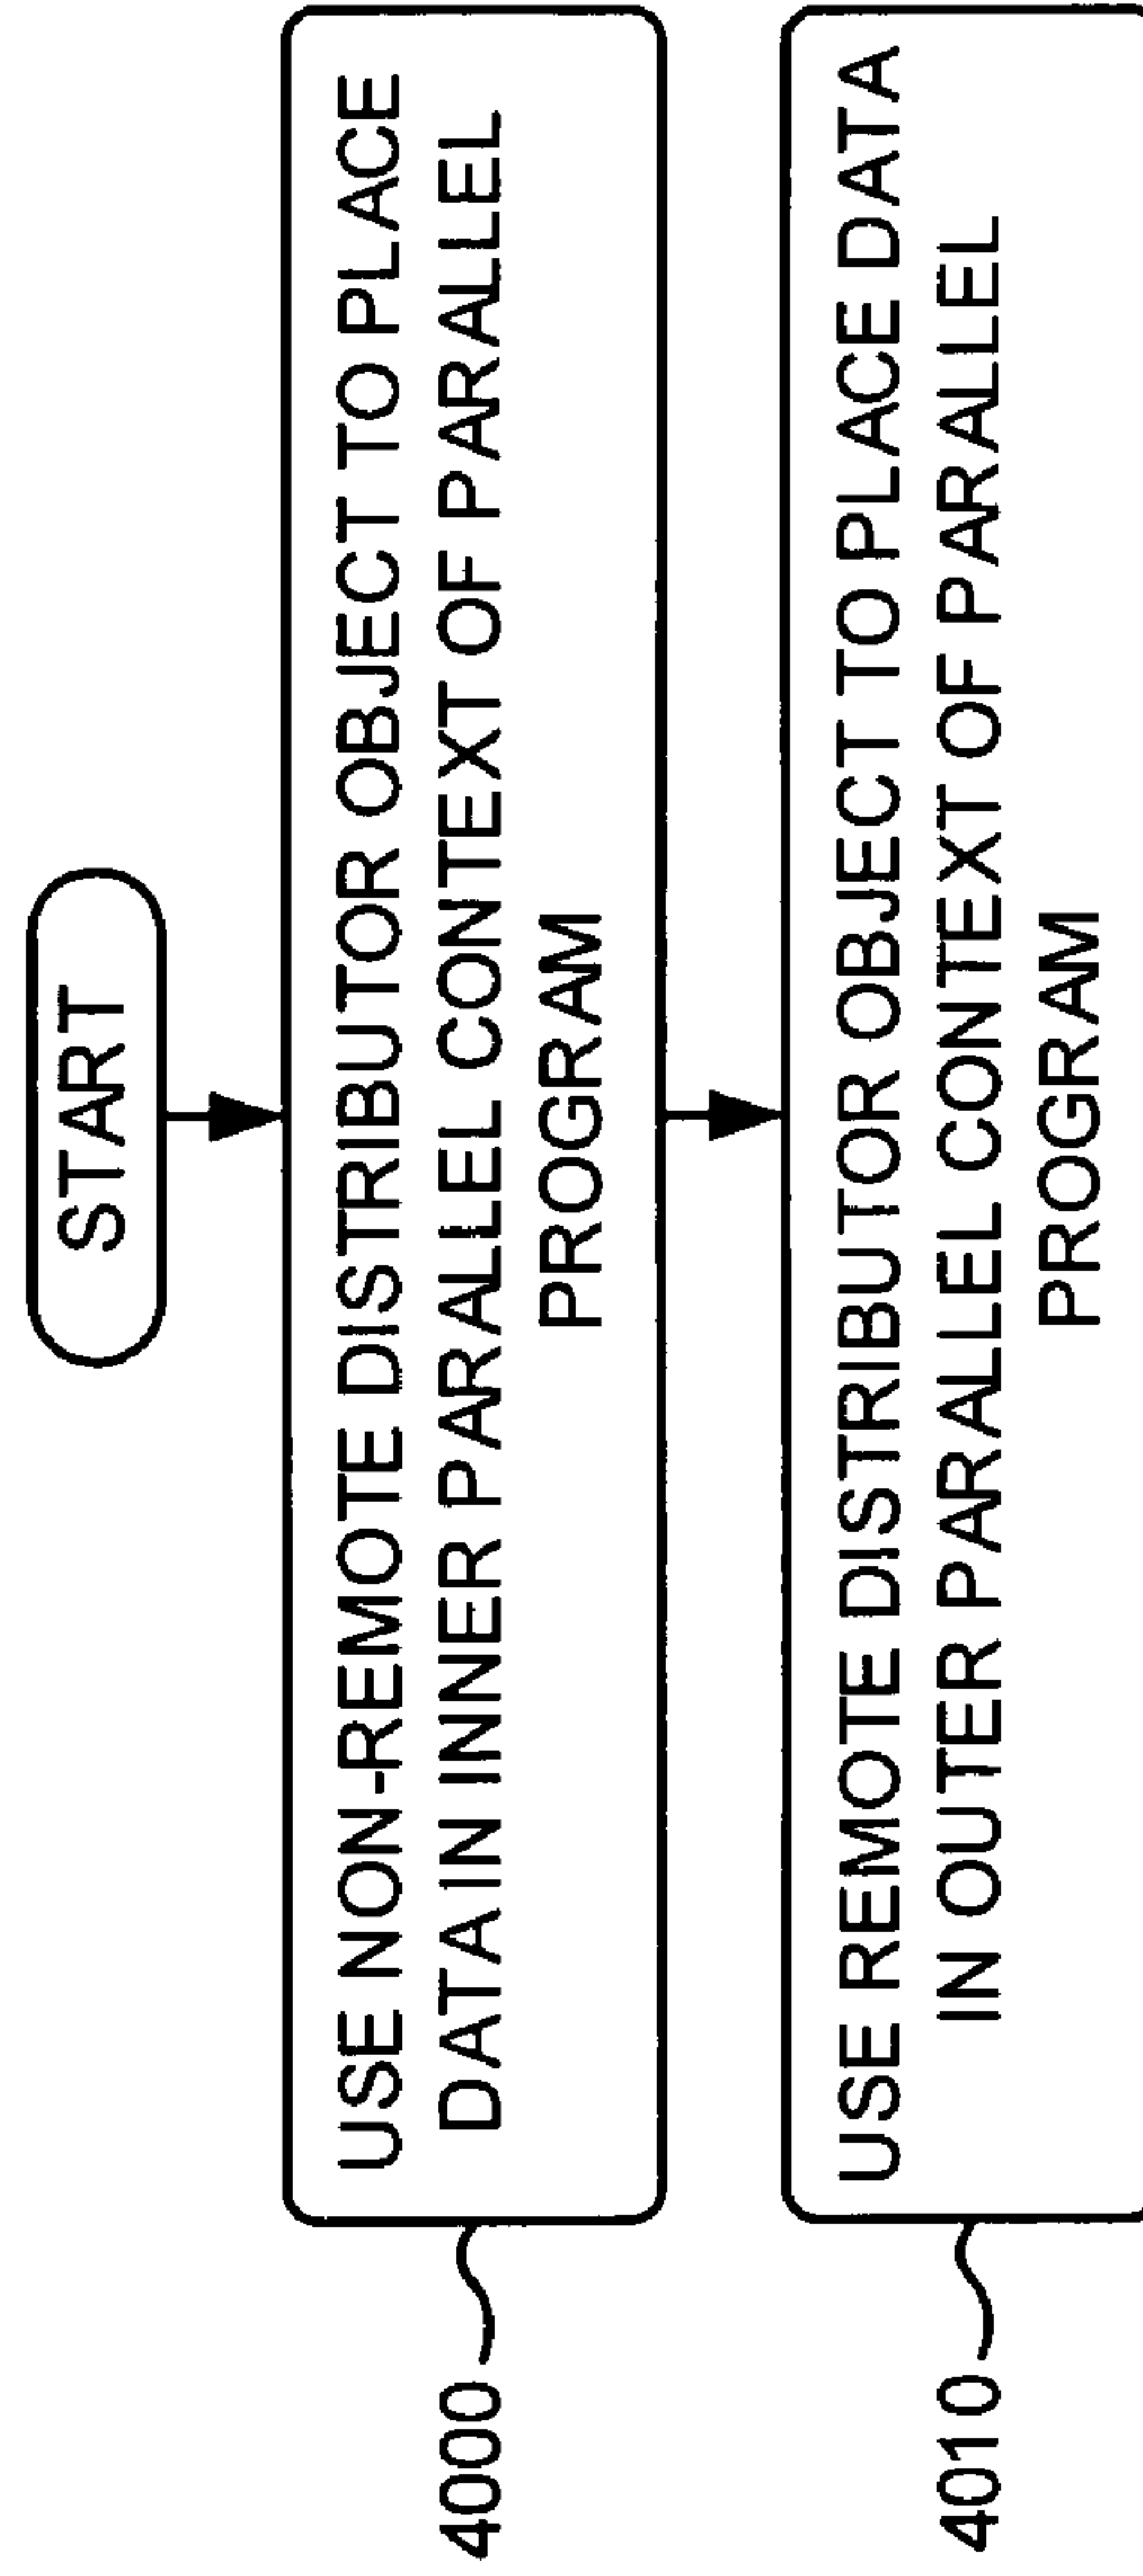 START
USE NON-REMOTE DISTRIBUTOR OBJECT TO PLACE
DATA IN INNER PARALLEL CONTEXT OF PARALLEL
PROGRAM
4000
USE REMOTE DISTRIBUTOR OBJECT TO PLACE DATA
IN OUTER PARALLEL CONTEXT OF PARALLEL
PROGRAM
4010